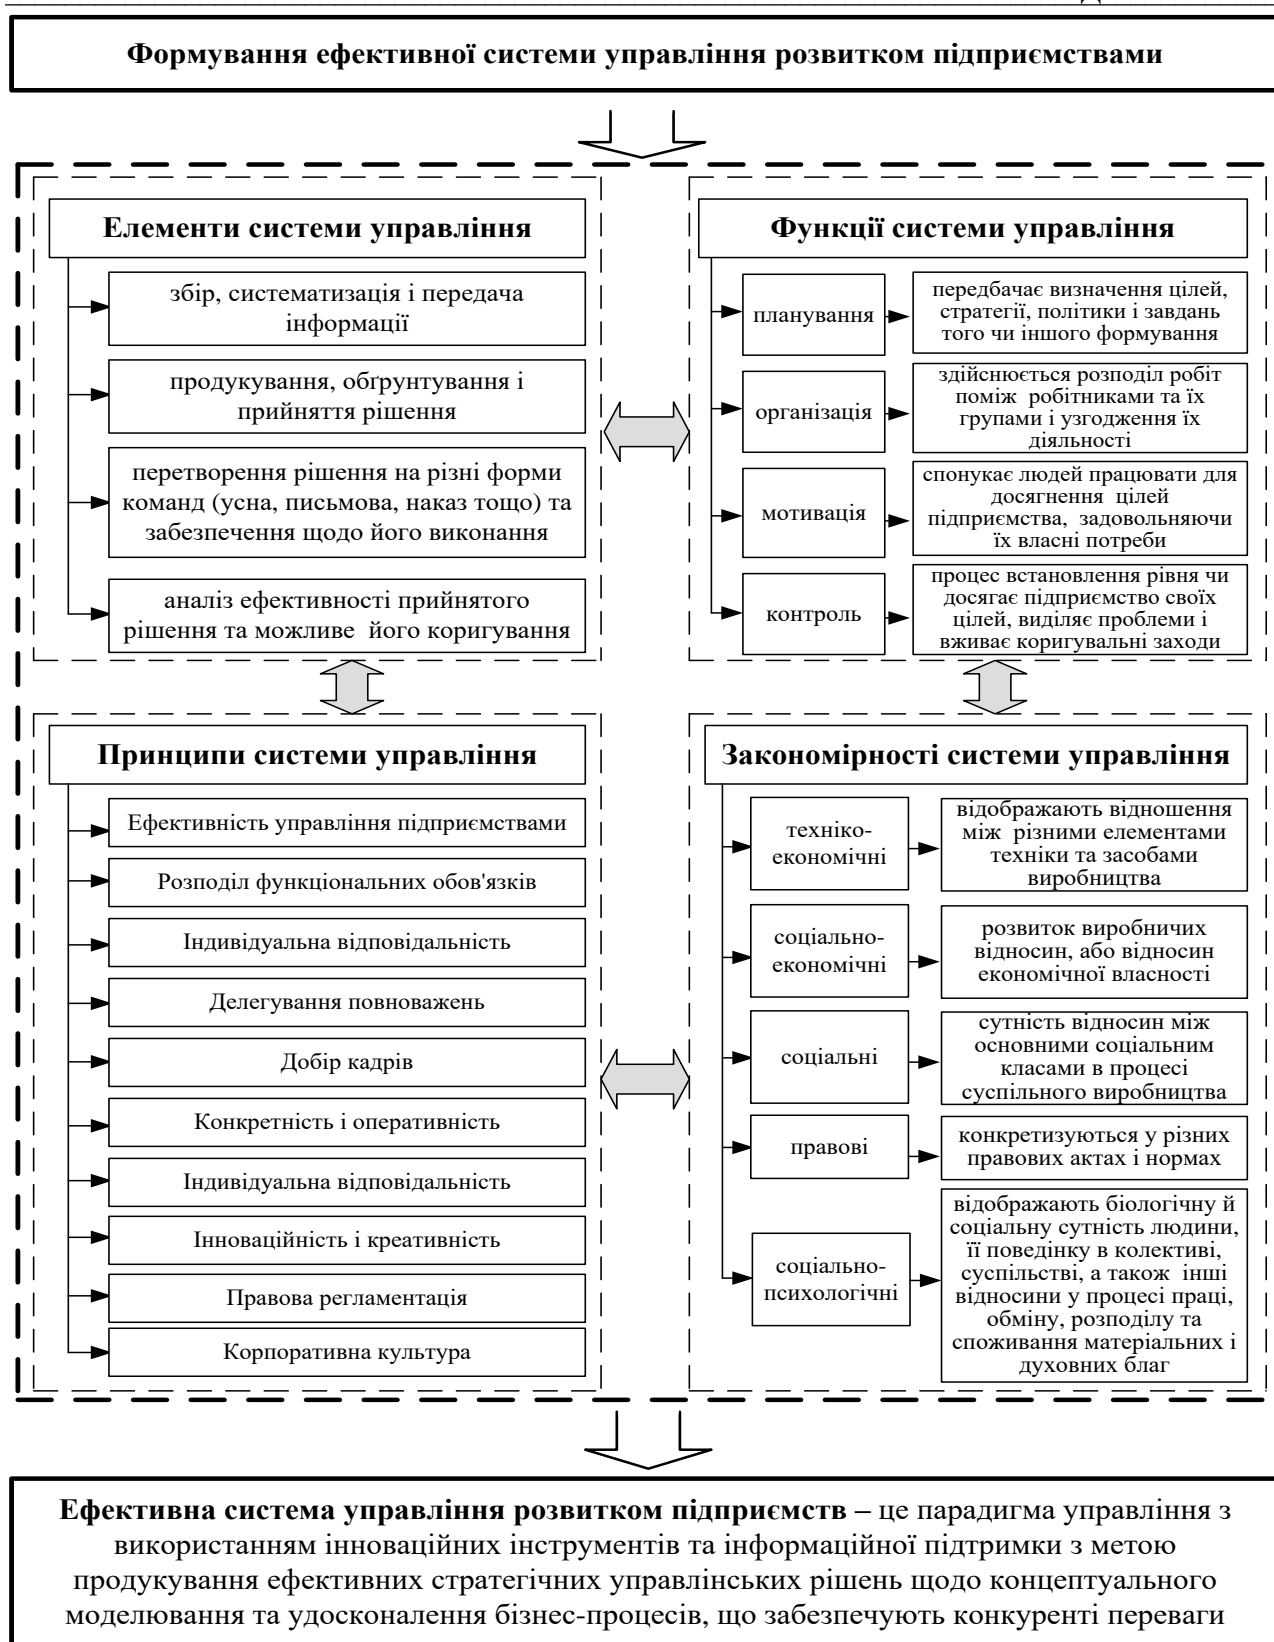 Формування ефективної системи управління розвитком підприємствами
Елементи системи управління
збір, систематизація і передача
інформації
продукування, обґрунтування і
прийняття рішення
перетворення рішення на різні форми
команд (усна, письмова, наказ тощо) та
забезпечення щодо його виконання
аналіз ефективності прийнятого
рішення та можливе його коригування
Функції системи управління
планування
передбачає визначення цілей,
стратегії, політики і завдань
того чи іншого формування
організація
здійснюється розподіл робіт
поміж робітниками та їх
групами і узгодження їх
діяльності
мотивація
спонукає людей працювати для
досягнення цілей
підприємства, задовольняючи
їх власні потреби
контроль
процес встановлення рівня чи
досягає підприємство своїх
цілей, виділяє проблеми і
вживає коригувальні заходи
Принципи системи управління
Ефективність управління підприємствами
Розподіл функціональних обов'язків
Індивідуальна відповідальність
Делегування повноважень
Добір кадрів
Конкретність і оперативність
Індивідуальна відповідальність
Інноваційність і креативність
Правова регламентація
Корпоративна культура
Закономірності системи управління
техніко-
економічні
відображають відношення
між різними елементами
техніки та засобами
виробництва
соціально-
економічні
розвиток виробничих
відносин, або відносин
економічної власності
соціальні
сутність відносин між
основними соціальним
класами в процесі
суспільного виробництва
правові
конкретизуються у різних
правових актах і нормах
соціально-
психологічні
відображають біологічну й
соціальну сутність людини,
її поведінку в колективі,
суспільстві, а також інші
відносини у процесі праці,
обміну, розподілу та
споживання матеріальних і
духовних благ
Ефективна система управління розвитком підприємств – це парадигма управління з
використанням інноваційних інструментів та інформаційної підтримки з метою
продукування ефективних стратегічних управлінських рішень щодо концептуального
моделювання та удосконалення бізнес-процесів, що забезпечують конкуренті переваги